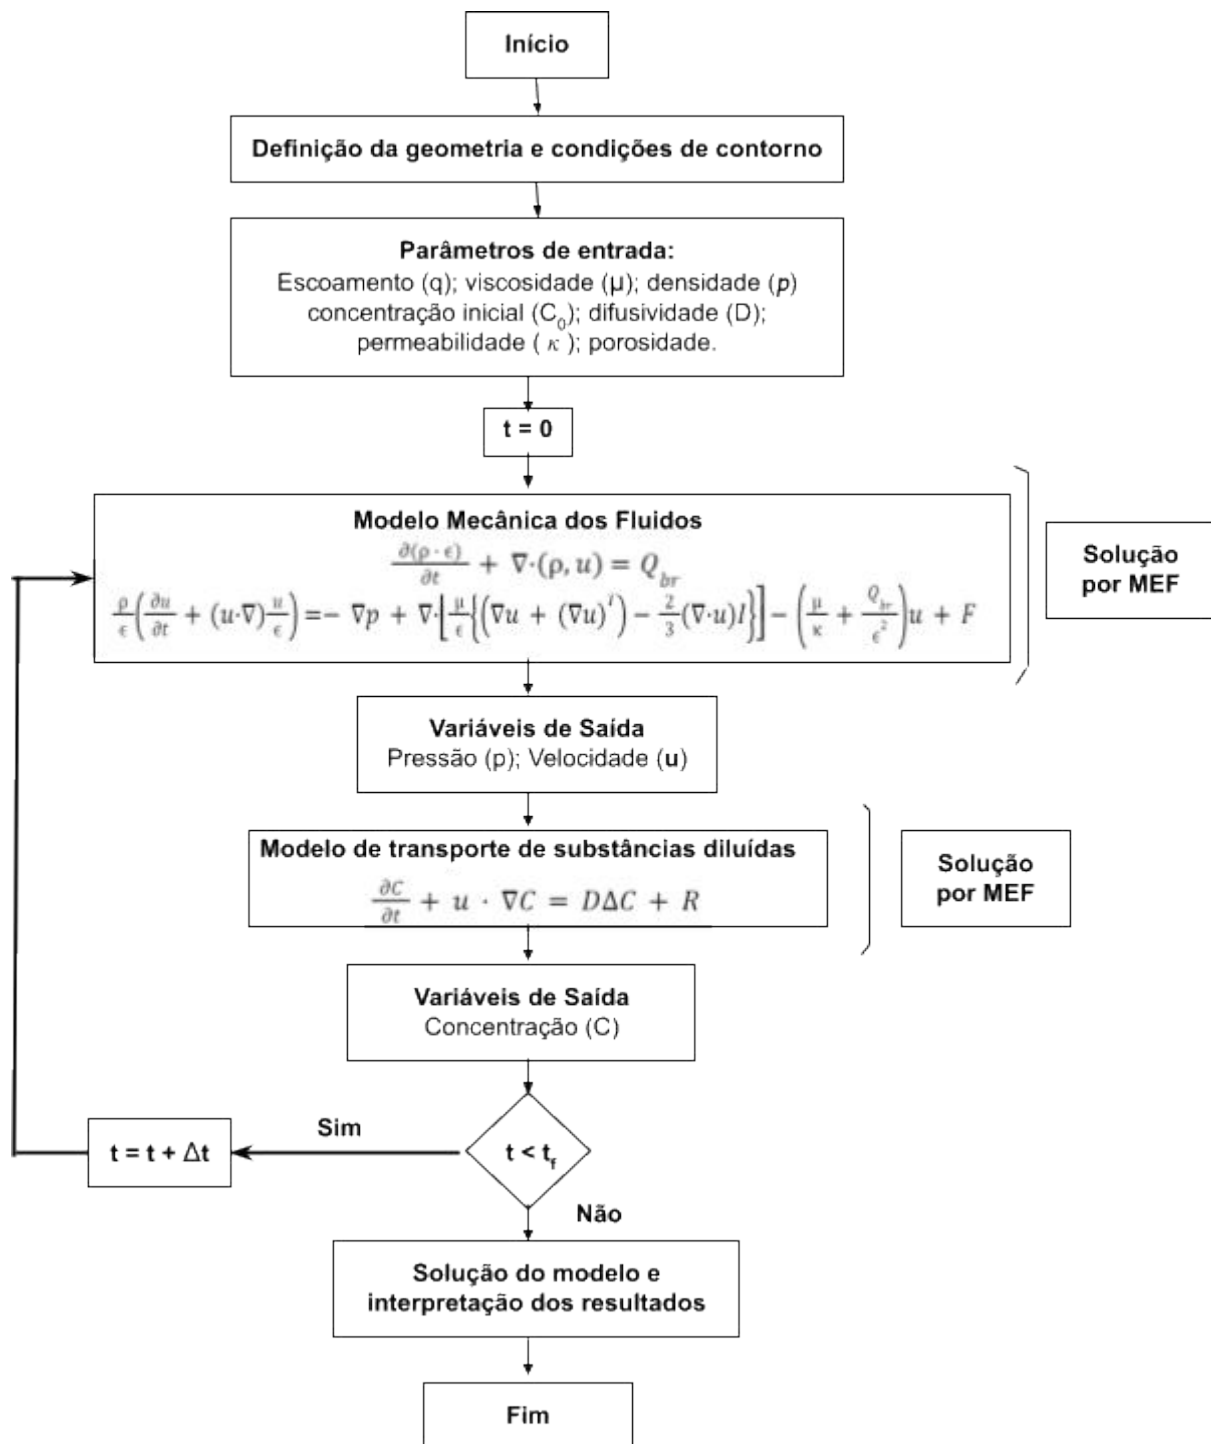 Início
Definição da geometria e condições de contorno
Parâmetros de entrada:
Escoamento (q); viscosidade (μ); densidade (p)
concentração inicial (C₀); difusividade (D);
permeabilidade ( κ ); porosidade.
t = 0
Modelo Mecânica dos Fluidos
∂(ρ · ϵ)/∂t + ∇·(ρ, u) = Q_br
ρ/ϵ(∂u/∂t + (u·∇)u/ϵ) =− ∇p + ∇·[μ/ϵ{(∇u + (∇u)^T) − 2/3(∇·u)I}] − (μ/κ + Q_br/ϵ²)u + F
Solução
por MEF
Variáveis de Saída
Pressão (p); Velocidade (u)
Modelo de transporte de substâncias diluídas
∂C/∂t + u · ∇C = DΔC + R
Solução
por MEF
Variáveis de Saída
Concentração (C)
t < t_f
Sim
t = t + Δt
Não
Solução do modelo e
interpretação dos resultados
Fim